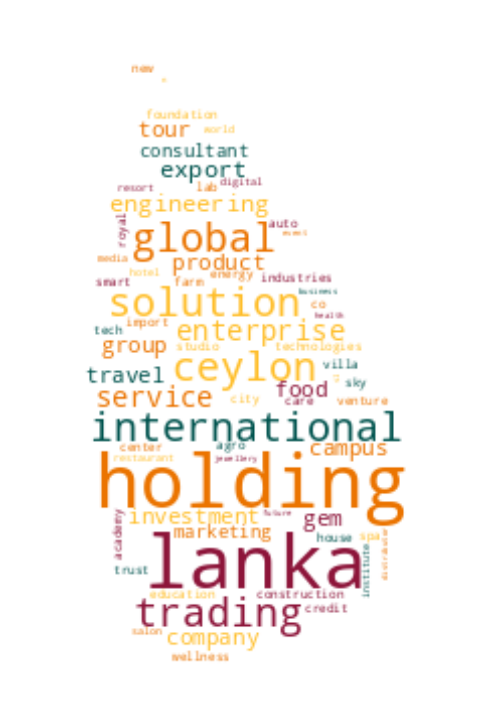 new
foundation
tour world
consultant
export
resort lab digital
engineering
royal auto
global event
media product
hotel energy
smart farm industries
solution business
co
health
import
tech enterprise
group studio technologies
ceylon villa
travel sky
food
service city care venture
international
center agro campus
restaurant jewellery
holding
academy investment future gem
marketing
house spa
lanka institute distributor
trust
education construction
trading credit
salon company
wellness